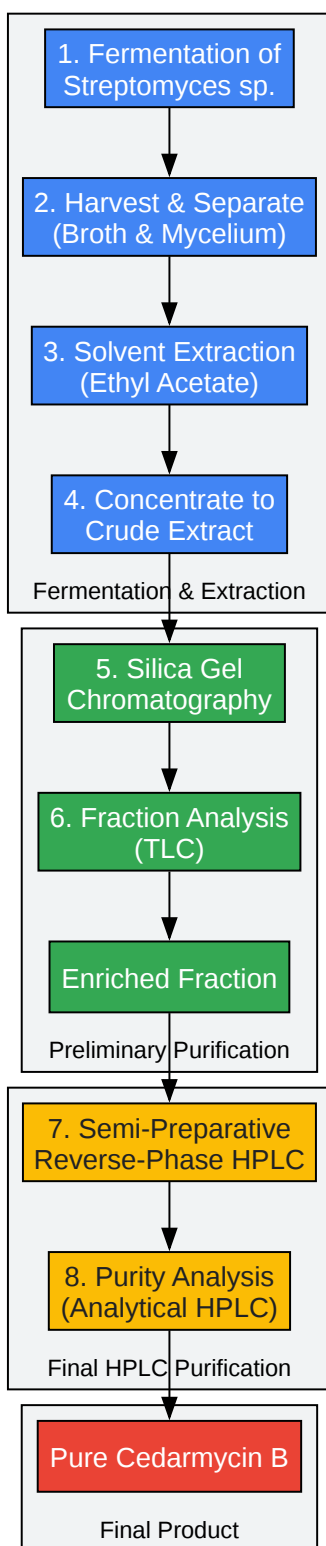 1. Fermentation of
Streptomyces sp.
2. Harvest & Separate
(Broth & Mycelium)
3. Solvent Extraction
(Ethyl Acetate)
4. Concentrate to
Crude Extract
Fermentation & Extraction
5. Silica Gel
Chromatography
6. Fraction Analysis
(TLC)
Enriched Fraction
Preliminary Purification
7. Semi-Preparative
Reverse-Phase HPLC
8. Purity Analysis
(Analytical HPLC)
Final HPLC Purification
Pure Cedarmycin B
Final Product